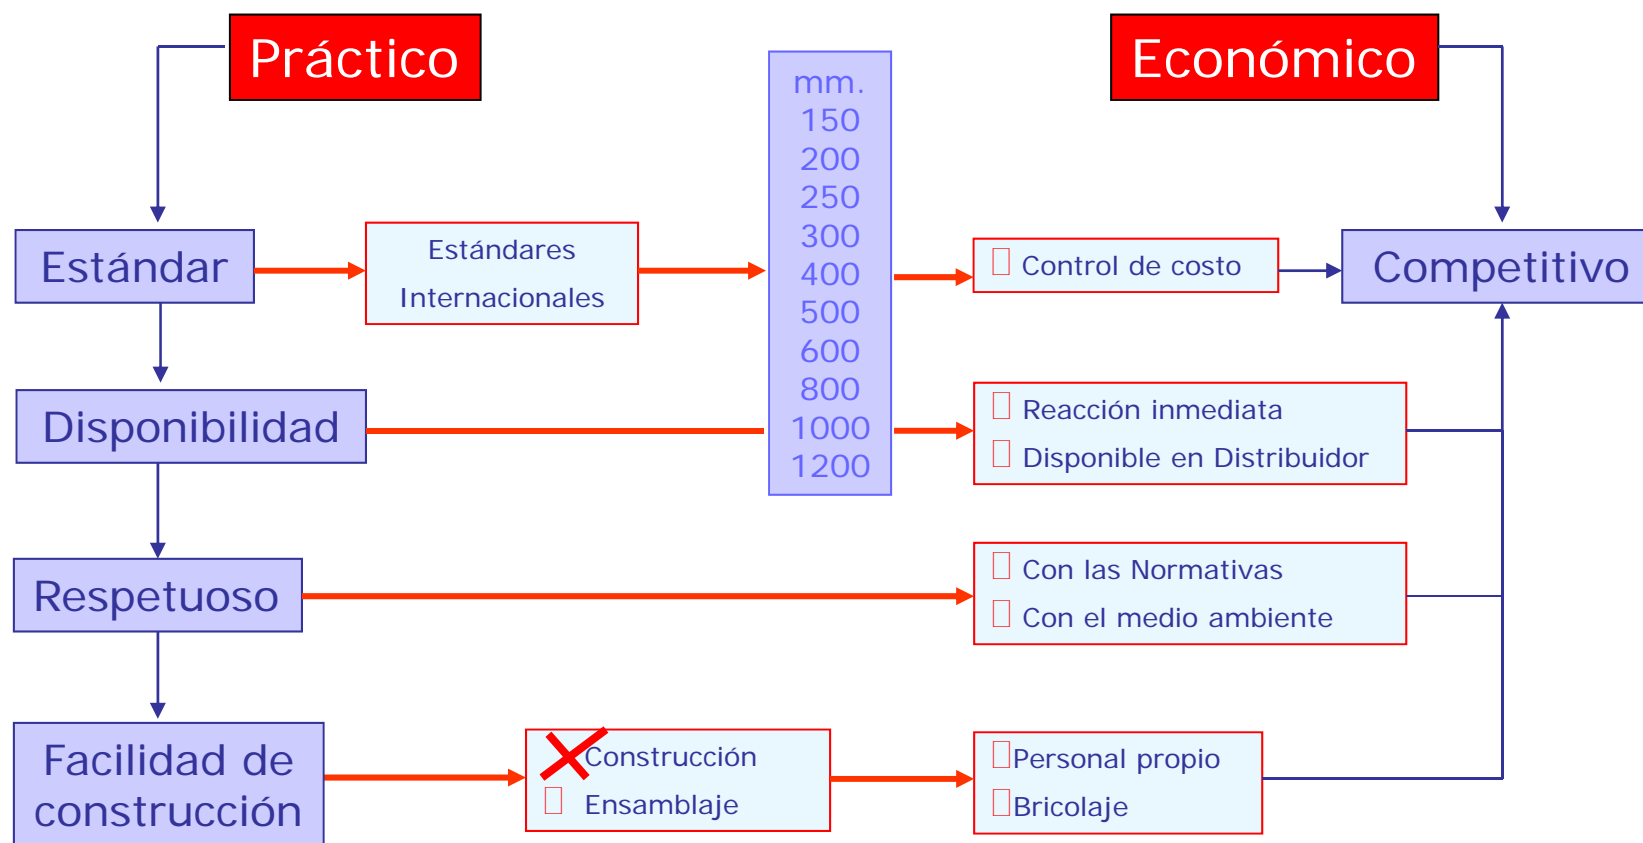 Práctico
Económico
mm.
150
200
250
300
400
500
600
800
1000
1200
Estándar
Estándares
Internacionales
Control de costo
Competitivo
Disponibilidad
Reacción inmediata
Disponible en Distribuidor
Respetuoso
Con las Normativas
Con el medio ambiente
Facilidad de
construcción
Construcción
Ensamblaje
Personal propio
Bricolaje